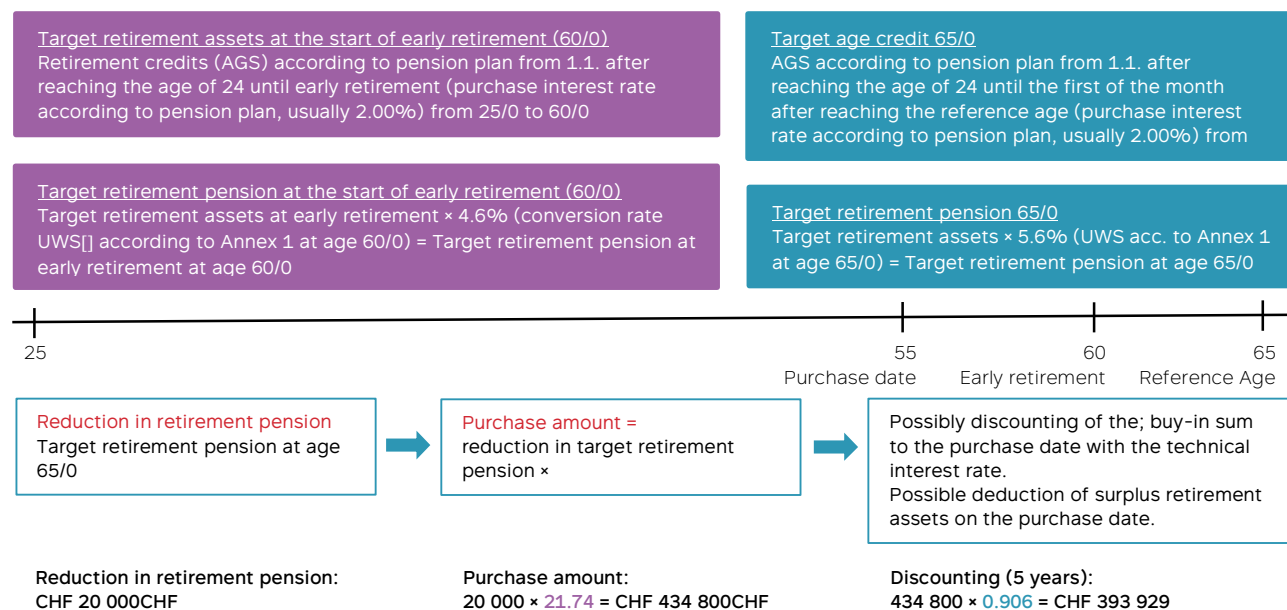 Target retirement assets at the start of early retirement (60/0)
Retirement credits (AGS) according to pension plan from 1.1. after
reaching the age of 24 until early retirement (purchase interest rate
according to pension plan, usually 2.00%) from 25/0 to 60/0
Target age credit 65/0
AGS according to pension plan from 1.1. after
reaching the age of 24 until the first of the month
after reaching the reference age (purchase interest
rate according to pension plan, usually 2.00%) from
Target retirement pension at the start of early retirement (60/0)
Target retirement assets at early retirement × 4.6% (conversion rate
UWS[] according to Annex 1 at age 60/0) = Target retirement pension at
early retirement at age 60/0
Target retirement pension 65/0
Target retirement assets × 5.6% (UWS acc. to Annex 1
at age 65/0) = Target retirement pension at age 65/0
25
55
60
65
Purchase date
Early retirement
Reference Age
Reduction in retirement pension
Target retirement pension at age
65/0
Purchase amount =
reduction in target retirement
pension ×
Possibly discounting of the; buy-in sum
to the purchase date with the technical
interest rate.
Possible deduction of surplus retirement
assets on the purchase date.
Reduction in retirement pension:
CHF 20 000CHF
Purchase amount:
20 000 × 21.74 = CHF 434 800CHF
Discounting (5 years):
434 800 × 0.906 = CHF 393 929